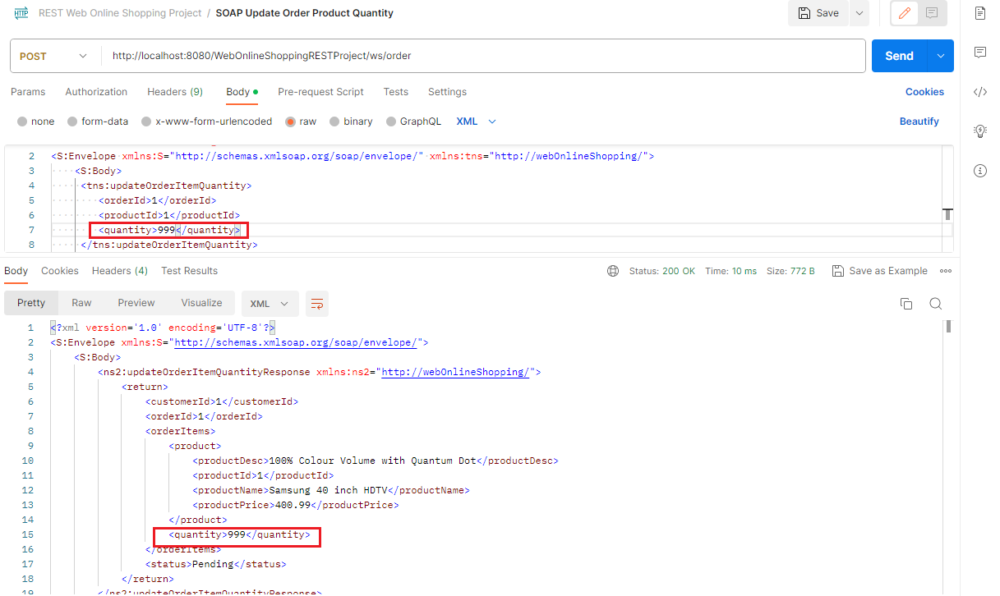 HTTP REST Web Online Shopping Project / SOAP Update Order Product Quantity Save
POST http://localhost:8080/WebOnlineShoppingRESTProject/ws/order Send
Params Authorization Headers (9) Body Pre-request Script Tests Settings Cookies
none form-data x-www-form-urlencoded raw binary GraphQL XML Beautify
2 <S:Envelope xmlns:S="http://schemas.xmlsoap.org/soap/envelope/" xmlns:tns="http://webOnlineShopping/">
3 <S:Body>
4 <tns:updateOrderItemQuantity>
5 <orderId>1</orderId>
6 <productId>1</productId>
7 <quantity>999</quantity>
8 </tns:updateOrderItemQuantity>
Body Cookies Headers (4) Test Results Status: 200 OK Time: 10 ms Size: 772 B Save as Example
Pretty Raw Preview Visualize XML
1 <?xml version='1.0' encoding='UTF-8'?>
2 <S:Envelope xmlns:S="http://schemas.xmlsoap.org/soap/envelope/">
3 <S:Body>
4 <ns2:updateOrderItemQuantityResponse xmlns:ns2="http://webOnlineShopping/">
5 <return>
6 <customerId>1</customerId>
7 <orderId>1</orderId>
8 <orderItems>
9 <product>
10 <productDesc>100% Colour Volume with Quantum Dot</productDesc>
11 <productId>1</productId>
12 <productName>Samsung 40 inch HDTV</productName>
13 <productPrice>400.99</productPrice>
14 </product>
15 <quantity>999</quantity>
16 </orderItems>
17 <status>Pending</status>
18 </return>
19 </ns2:updateOrderItemQuantityResponse>